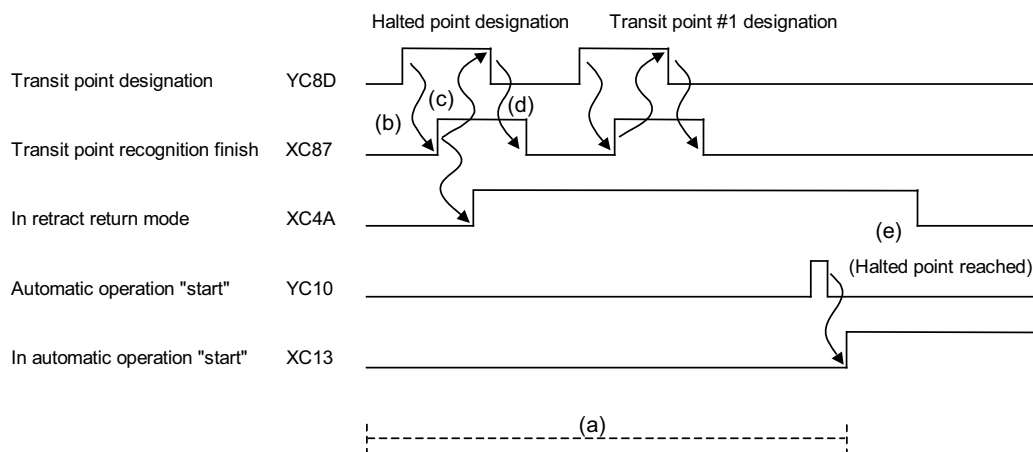 Halted point designation Transit point #1 designation
Transit point designation YC8D
(c) (d)
(b)
Transit point recognition finish XC87
In retract return mode XC4A
(e)
(Halted point reached)
Automatic operation "start" YC10
In automatic operation "start" XC13
(a)